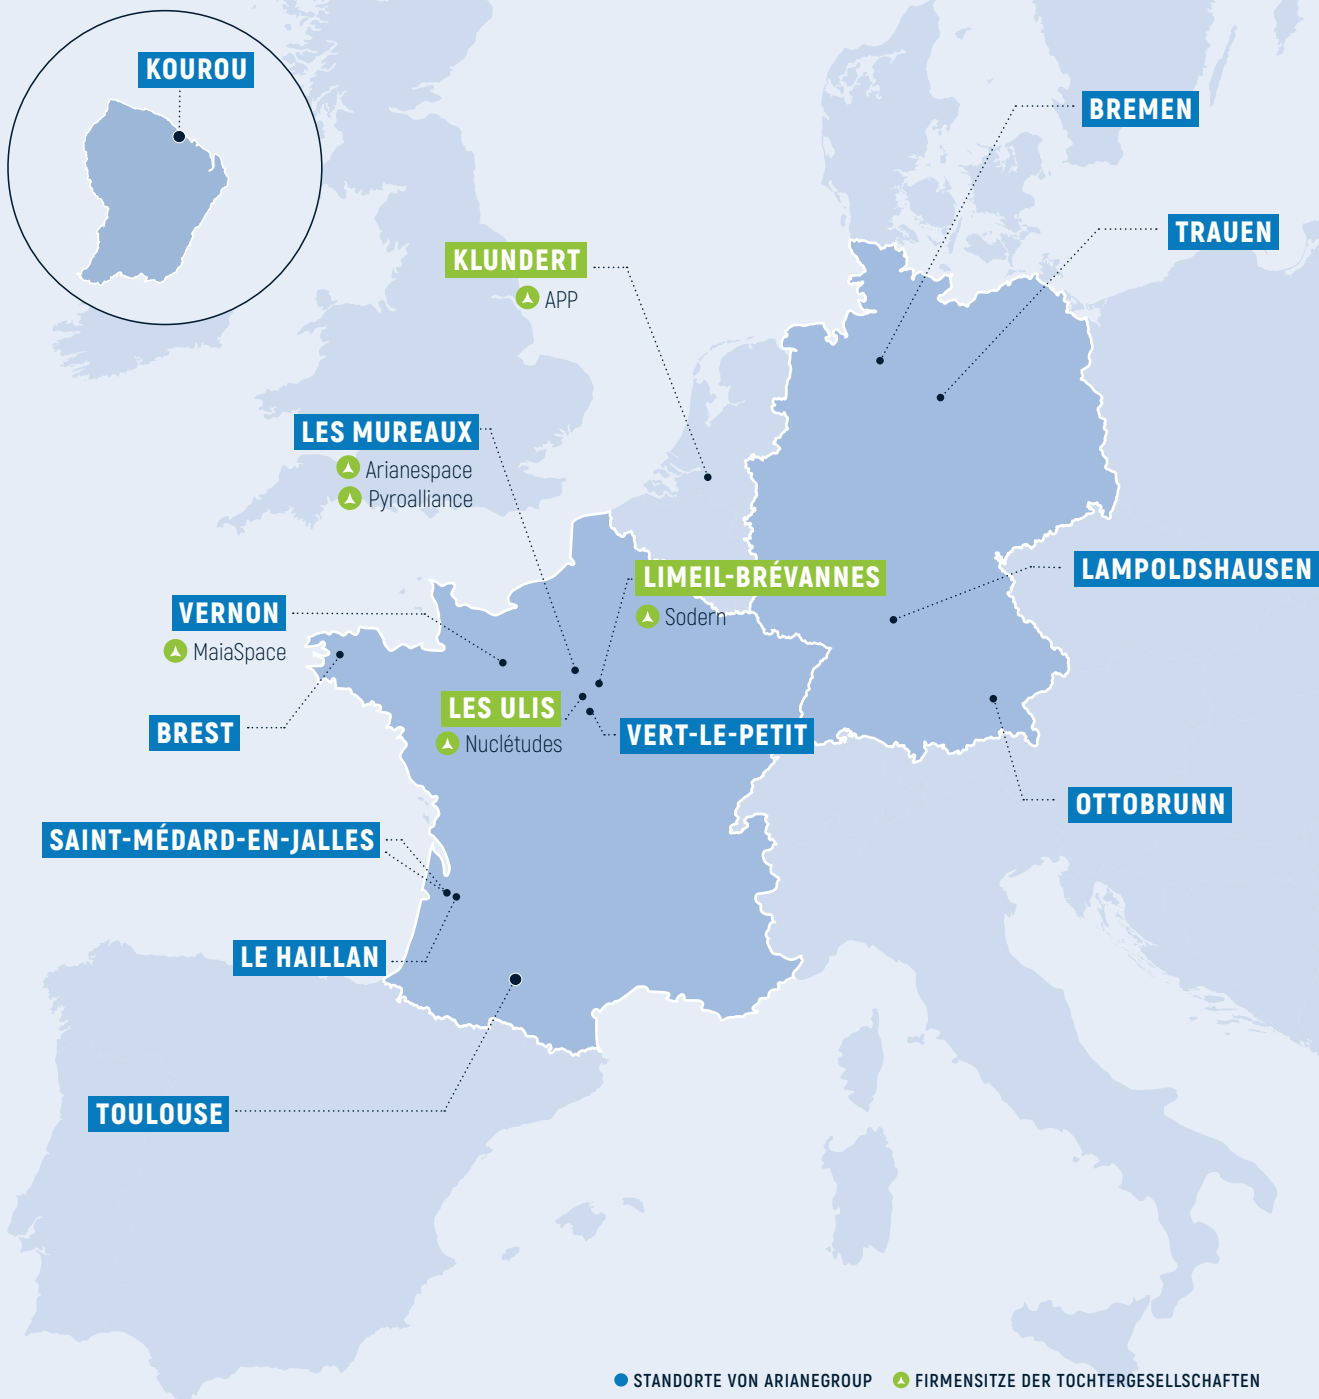 KOUROU
BREMEN
TRAUEN
KLUNDERT
APP
LES MUREAUX
Arianespace
Pyroalliance
LIMEIL-BRÉVANNES
Sodern
LAMPOLDSHAUSEN
VERNON
MaiaSpace
BREST
LES ULIS
Nuclétudes
VERT-LE-PETIT
OTTOBRUNN
SAINT-MÉDARD-EN-JALLES
LE HAILLAN
TOULOUSE
STANDORTE VON ARIANEGROUP
FIRMENSITZE DER TOCHTERGESELLSCHAFTEN